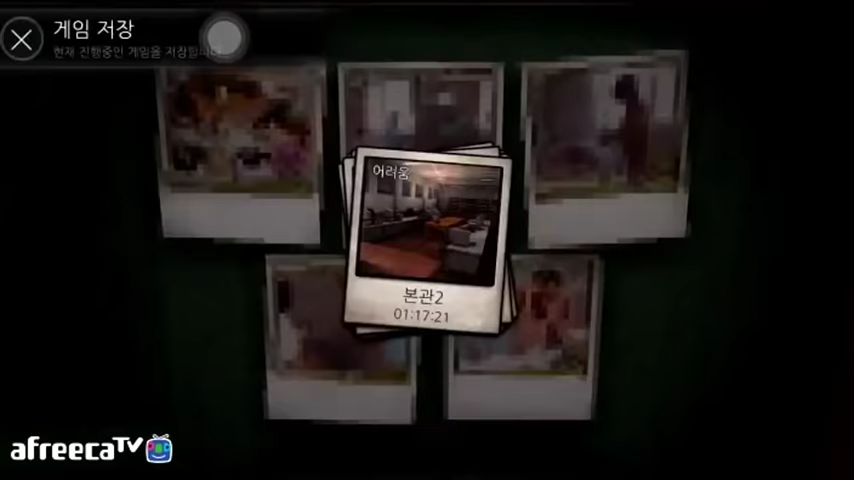 게임 저장
현재 진행중인 게임을 저장합니다
어려움
본관2
01:17:21
afreecaTV